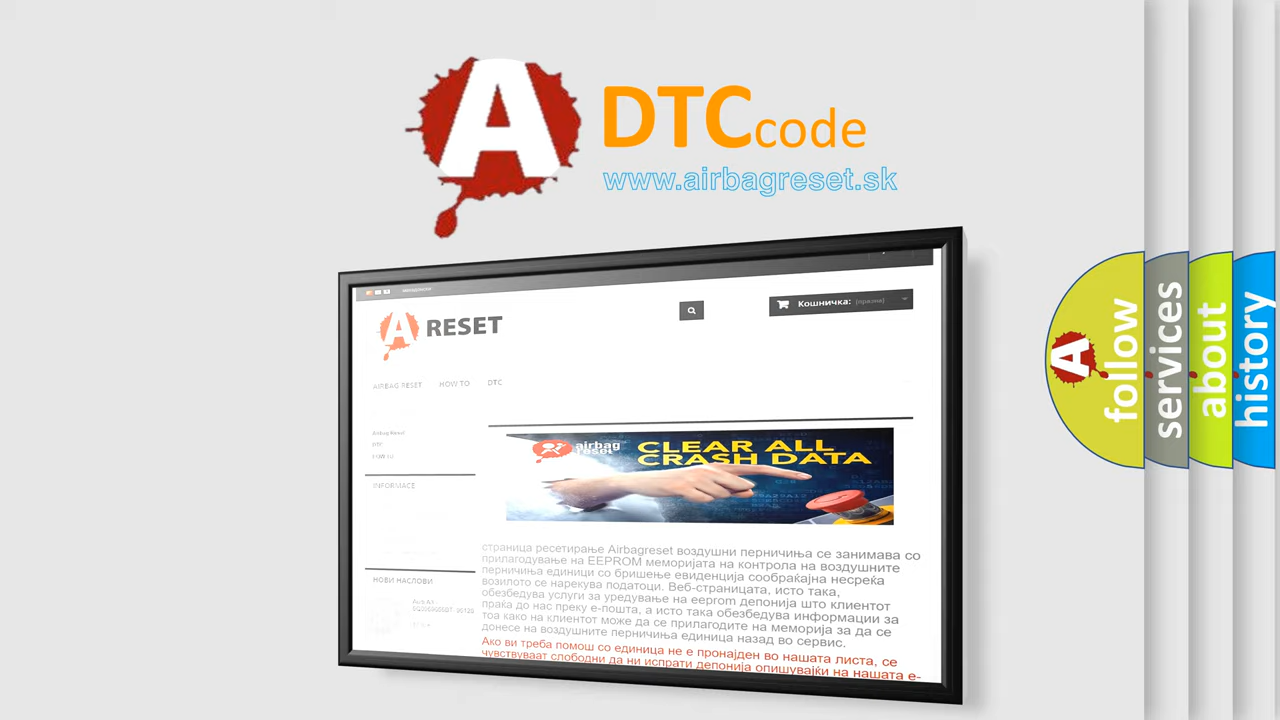 A
DTCcode
www.airbagreset.sk
Кошничка: (празни)
A RESET
AIRBAG RESET HOW TO DTC
Airbag Reset
DTC
INFORMACE
airbag
reset
CLEAR ALL
CRASH DATA
страница ресетирање Airbagreset воздушни перничиња се занимава со
прилагодување на EEPROM меморијата на контрола на воздушните
перничиња единици со бришење евиденција сообраќајна несреќа
возилото се нарекува податоци. Веб-страницата, исто така,
обезбедува услуги за уредување на eeprom депонија што клиентот
праќа до нас преку е-пошта, а исто така обезбедува информации за
тоа како на клиентот може да се прилагодите на меморија за да се
донесе на воздушните перничиња единица назад во сервис.
Ако ви треба помош со единица не е пронајден во нашата листа, се
чувствуваат слободни да ни испрати депонија опишувајќи на нашата е-
НОВИ НАСЛОВИ
A follow
services
about
history